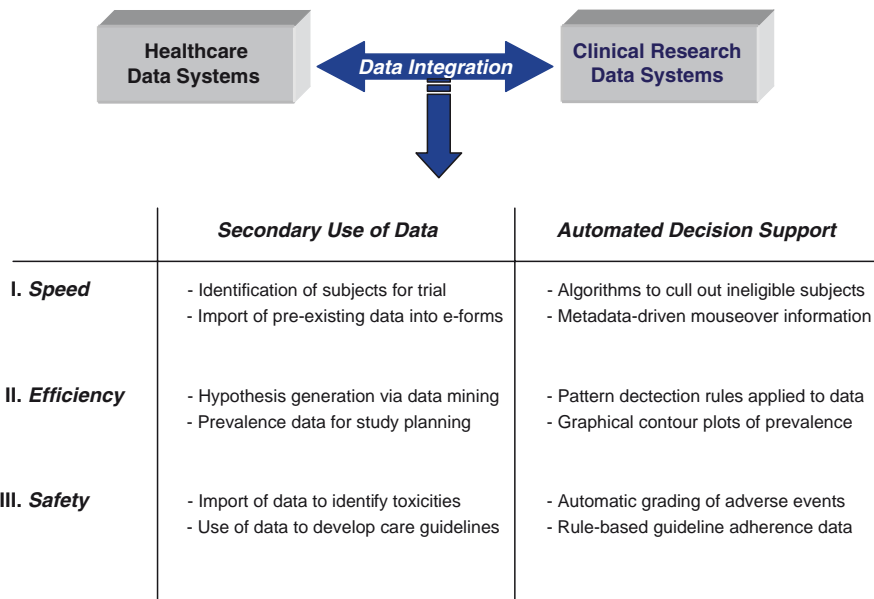 Healthcare
Data Systems
Data Integration
Clinical Research
Data Systems
Secondary Use of Data
Automated Decision Support
I. Speed
- Identification of subjects for trial
- Import of pre-existing data into e-forms
- Algorithms to cull out ineligible subjects
- Metadata-driven mouseover information
II. Efficiency
- Hypothesis generation via data mining
- Prevalence data for study planning
- Pattern dectection rules applied to data
- Graphical contour plots of prevalence
III. Safety
- Import of data to identify toxicities
- Use of data to develop care guidelines
- Automatic grading of adverse events
- Rule-based guideline adherence data